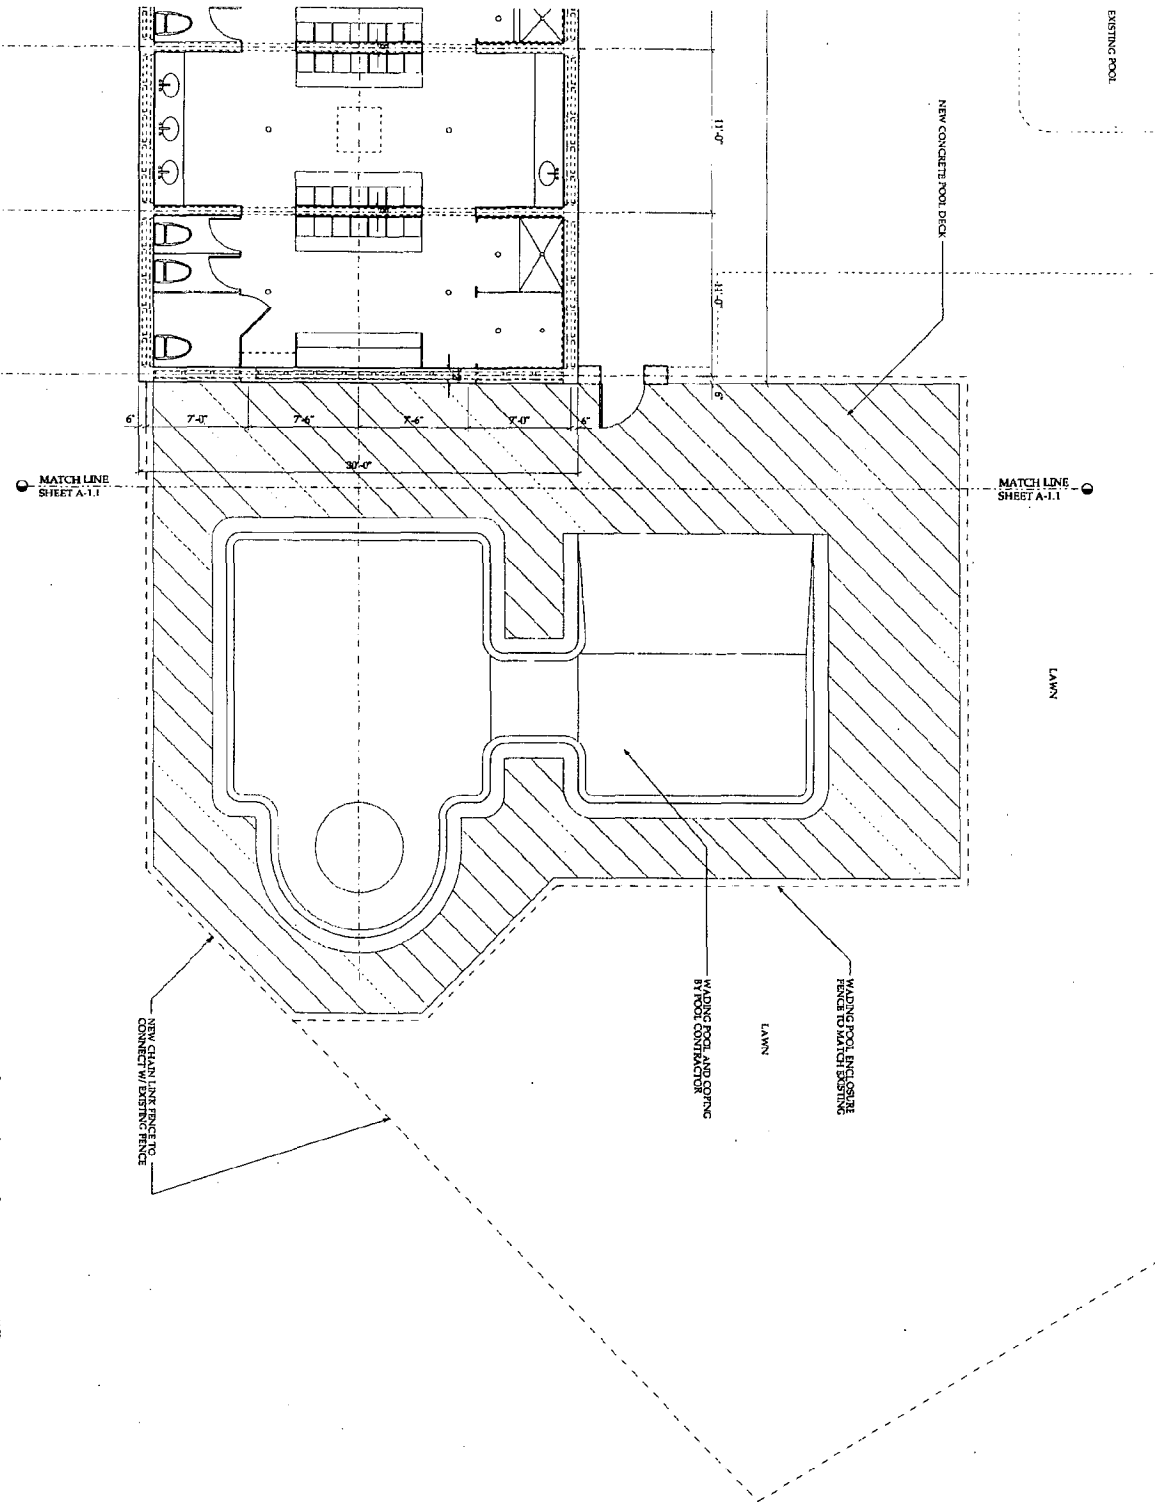 EXISTING POOL
NEW CONCRETE POOL DECK
11'-0"
11'-0"
6"
6"
7'-0"
7'-6"
7'-6"
7'-0"
6"
30'-0"
MATCH LINE
SHEET A-1.1
MATCH LINE
SHEET A-1.1
LAWN
WADING POOL ENCLOSURE
FENCE TO MATCH EXISTING
LAWN
WADING POOL AND COPING
BY POOL CONTRACTOR
NEW CHAIN LINK FENCE TO
CONNECT W/ EXISTING FENCE